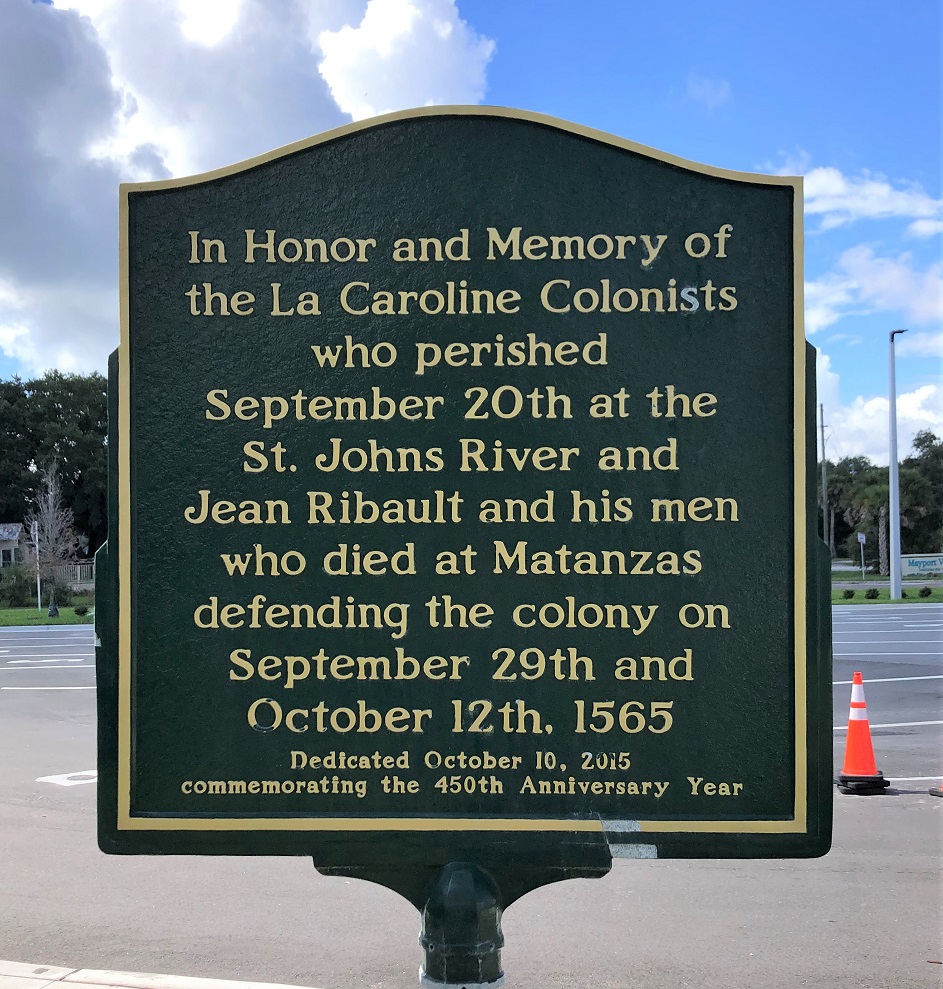 In Honor and Memory of
the La Caroline Colonists
who perished
September 20th at the
St. Johns River and
Jean Ribault and his men
who died at Matanzas
defending the colony on
September 29th and
October 12th, 1565
Dedicated October 10, 2015
commemorating the 450th Anniversary Year
Mayport